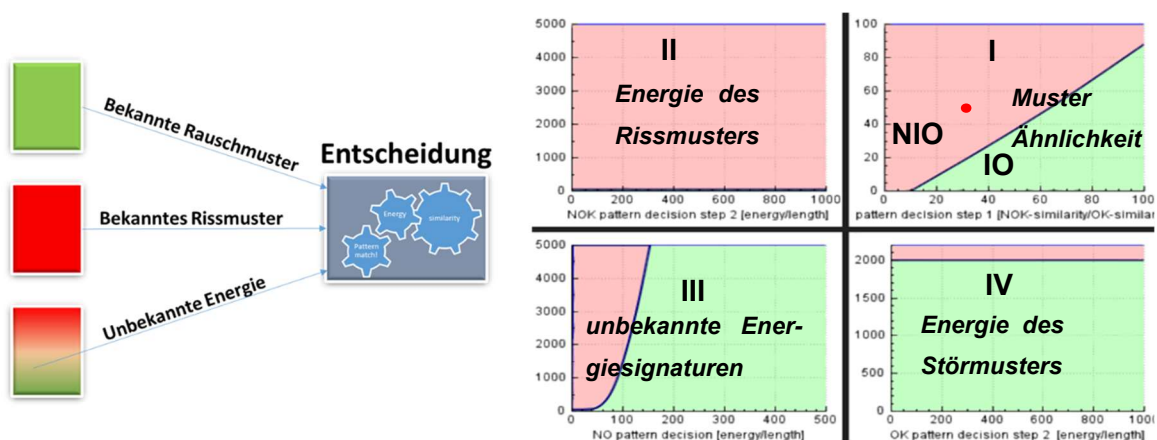 Bekannte Rauschmuster
Bekanntes Rissmuster
Unbekannte Energie
Entscheidung
Energy
similarity
Pattern
match!
5000
4000
3000
2000
1000
0
II
Energie des
Rissmusters
0 200 400 600 800 1000
NOK pattern decision step 2 [energy/length]
100
80
60
40
20
0
I
Muster
Ähnlichkeit
NIO
IO
0 20 40 60 80 100
pattern decision step 1 [NOK-similarity/OK-similar
5000
4000
3000
2000
1000
0
III
unbekannte Ener-
giesignaturen
0 100 200 300 400 500
NO pattern decision [energy/length]
2000
1500
1000
500
0
IV
Energie des
Störmusters
0 200 400 600 800 1000
OK pattern decision step 2 [energy/length]